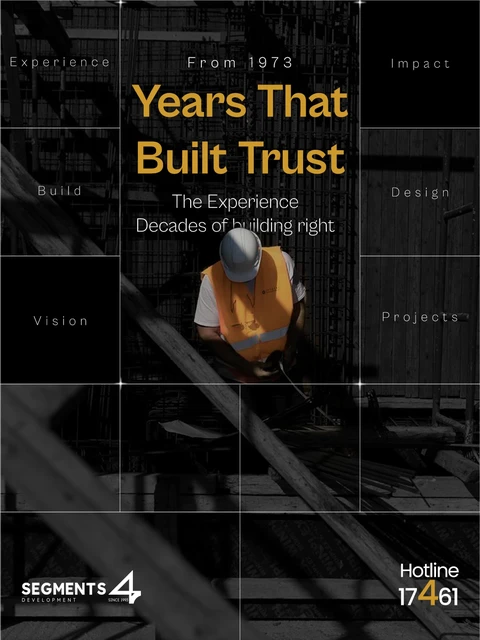 Experience
From 1973
Impact
Years That
Built Trust
Build
Design
The Experience
Decades of building right
Vision
Projects
SEGMENTS 4
DEVELOPMENT
Hotline
17461